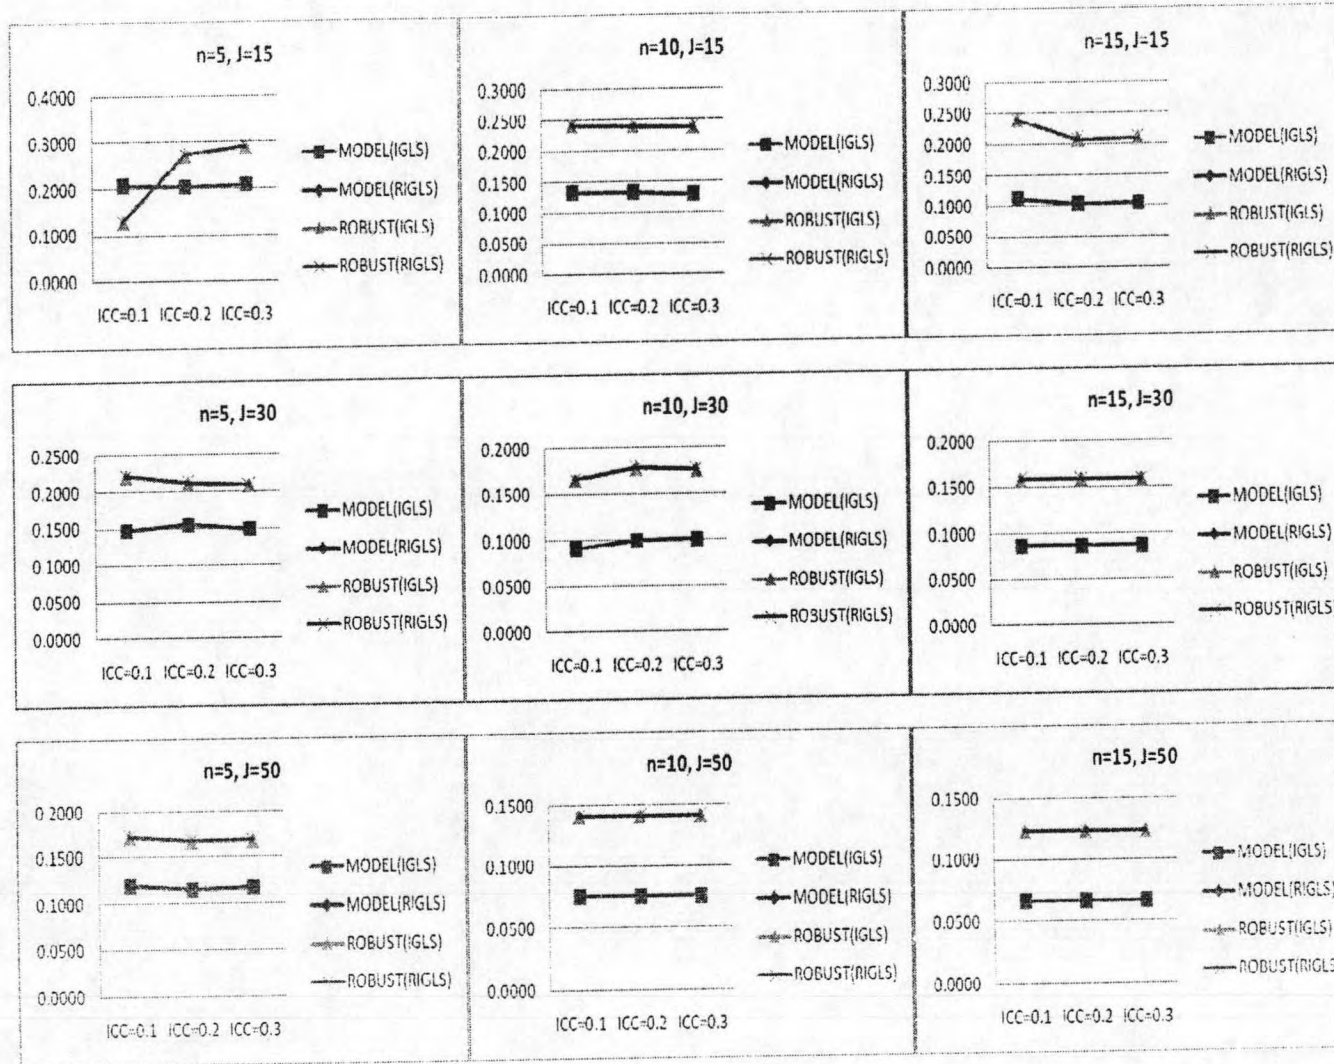 n=5, J=15
0.4000
0.3000
0.2000
0.1000
0.0000
ICC=0.1 ICC=0.2 ICC=0.3
MODEL(IGLS)
MODEL(RIGLS)
ROBUST(IGLS)
ROBUST(RIGLS)
n=10, J=15
0.3000
0.2500
0.2000
0.1500
0.1000
0.0500
0.0000
ICC=0.1 ICC=0.2 ICC=0.3
MODEL(IGLS)
MODEL(RIGLS)
ROBUST(IGLS)
ROBUST(RIGLS)
n=15, J=15
0.3000
0.2500
0.2000
0.1500
0.1000
0.0500
0.0000
ICC=0.1 ICC=0.2 ICC=0.3
MODEL(IGLS)
MODEL(RIGLS)
ROBUST(IGLS)
ROBUST(RIGLS)
n=5, J=30
0.2500
0.2000
0.1500
0.1000
0.0500
0.0000
ICC=0.1 ICC=0.2 ICC=0.3
MODEL(IGLS)
MODEL(RIGLS)
ROBUST(IGLS)
ROBUST(RIGLS)
n=10, J=30
0.2000
0.1500
0.1000
0.0500
0.0000
ICC=0.1 ICC=0.2 ICC=0.3
MODEL(IGLS)
MODEL(RIGLS)
ROBUST(IGLS)
ROBUST(RIGLS)
n=15, J=30
0.2000
0.1500
0.1000
0.0500
0.0000
ICC=0.1 ICC=0.2 ICC=0.3
MODEL(IGLS)
MODEL(RIGLS)
ROBUST(IGLS)
ROBUST(RIGLS)
n=5, J=50
0.2000
0.1500
0.1000
0.0500
0.0000
ICC=0.1 ICC=0.2 ICC=0.3
MODEL(IGLS)
MODEL(RIGLS)
ROBUST(IGLS)
ROBUST(RIGLS)
n=10, J=50
0.1500
0.1000
0.0500
0.0000
ICC=0.1 ICC=0.2 ICC=0.3
MODEL(IGLS)
MODEL(RIGLS)
ROBUST(IGLS)
ROBUST(RIGLS)
n=15, J=50
0.1500
0.1000
0.0500
0.0000
ICC=0.1 ICC=0.2 ICC=0.3
MODEL(IGLS)
MODEL(RIGLS)
ROBUST(IGLS)
ROBUST(RIGLS